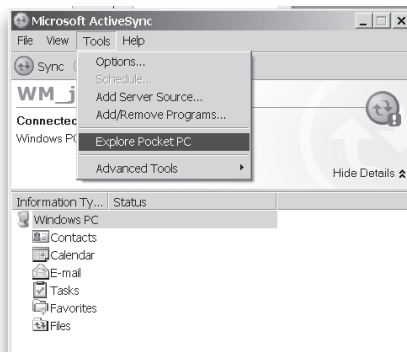 Microsoft ActiveSync
File View Tools Help
Sync
Options...
Schedule...
Add Server Source...
Add/Remove Programs...
Explore Pocket PC
Advanced Tools
WM_j
Connected
Windows PC
Hide Details
Information Ty... Status
Windows PC
Contacts
Calendar
E-mail
Tasks
Favorites
Files